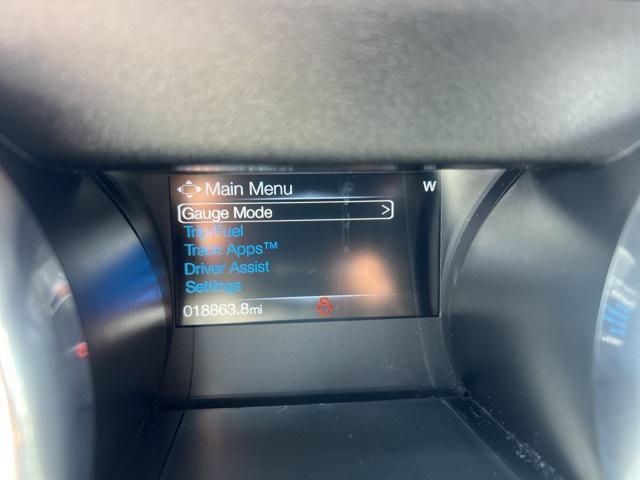 Main Menu W
Gauge Mode >
Trip/Fuel
Track Apps™
Driver Assist
Settings
018863.8mi